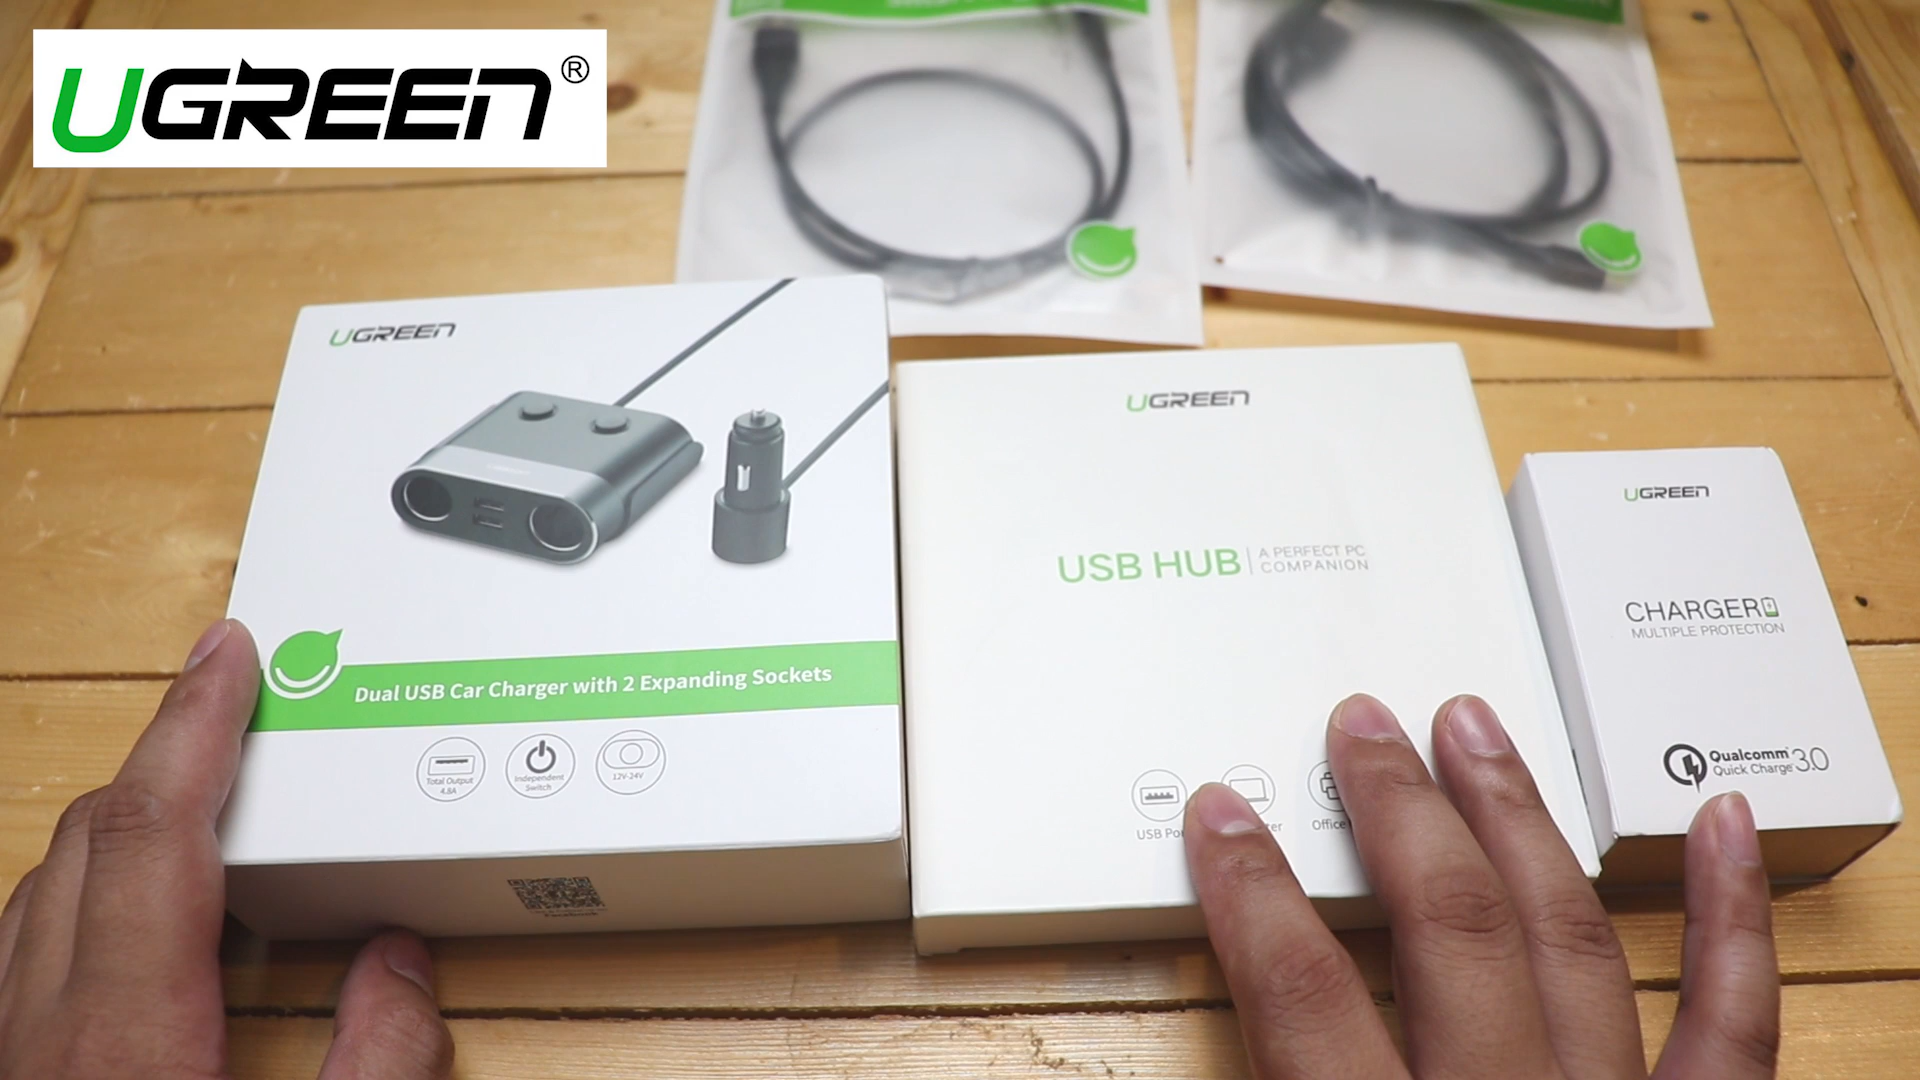 UGREEN®
UGREEN
Dual USB Car Charger with 2 Expanding Sockets
Total Output
4.8A
Independent
Switch
12V-24V
UGREEN
USB HUB | A PERFECT PC
COMPANION
USB Po
ter
Office
UGREEN
CHARGER
MULTIPLE PROTECTION
Qualcomm
Quick Charge 3.0